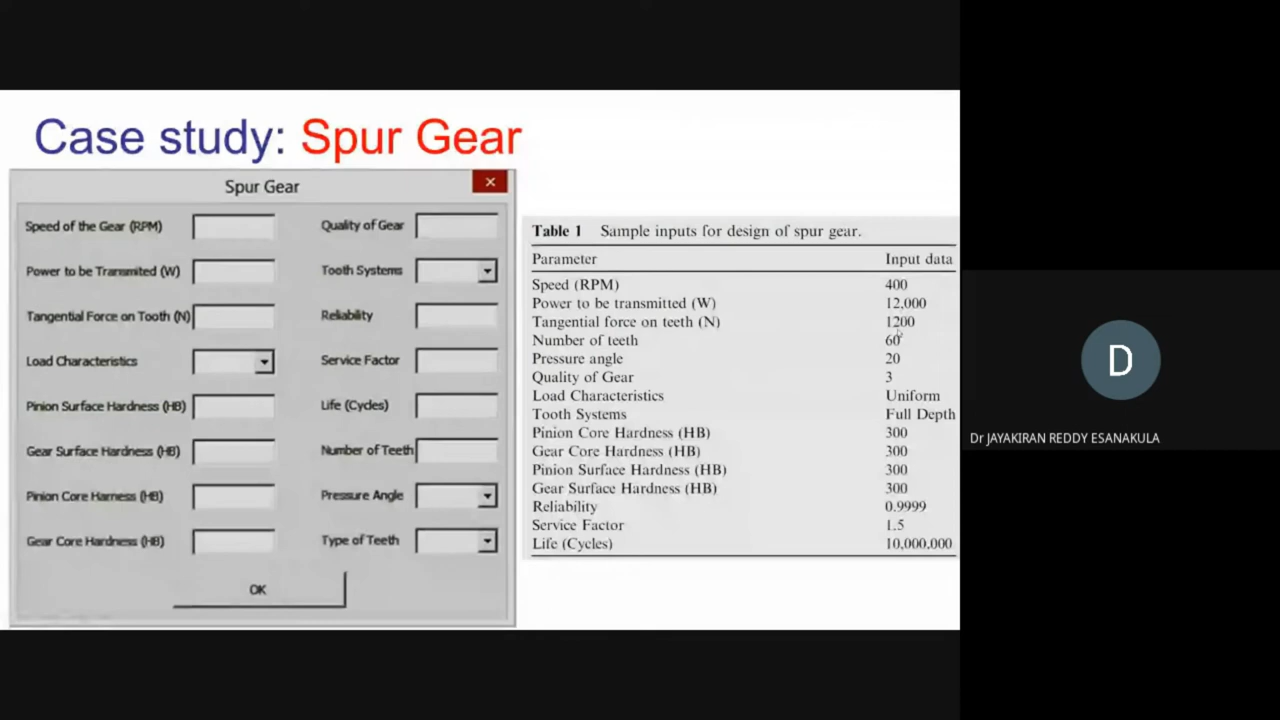 Case study: Spur Gear
Spur Gear
Speed of the Gear (RPM)
Quality of Gear
Power to be Transmited (W)
Tooth Systems
Tangential Force on Tooth (N)
Reliability
Load Characteristics
Service Factor
Pinion Surface Hardness (HB)
Life (Cycles)
Gear Surface Hardness (HB)
Number of Teeth
Pinion Core Harness (HB)
Pressure Angle
Gear Core Hardness (HB)
Type of Teeth
OK
Table 1 Sample inputs for design of spur gear.
Parameter Input data
Speed (RPM) 400
Power to be transmitted (W) 12,000
Tangential force on teeth (N) 1200
Number of teeth 60
Pressure angle 20
Quality of Gear 3
Load Characteristics Uniform
Tooth Systems Full Depth
Pinion Core Hardness (HB) 300
Gear Core Hardness (HB) 300
Pinion Surface Hardness (HB) 300
Gear Surface Hardness (HB) 300
Reliability 0.9999
Service Factor 1.5
Life (Cycles) 10,000,000
D
Dr JAYAKIRAN REDDY ESANAKULA